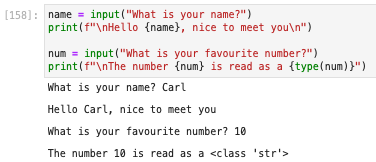 [158]: name = input("What is your name?")
print(f"\nHello {name}, nice to meet you\n")
num = input("What is your favourite number?")
print(f"\nThe number {num} is read as a {type(num)}")
What is your name? Carl
Hello Carl, nice to meet you
What is your favourite number? 10
The number 10 is read as a <class 'str'>